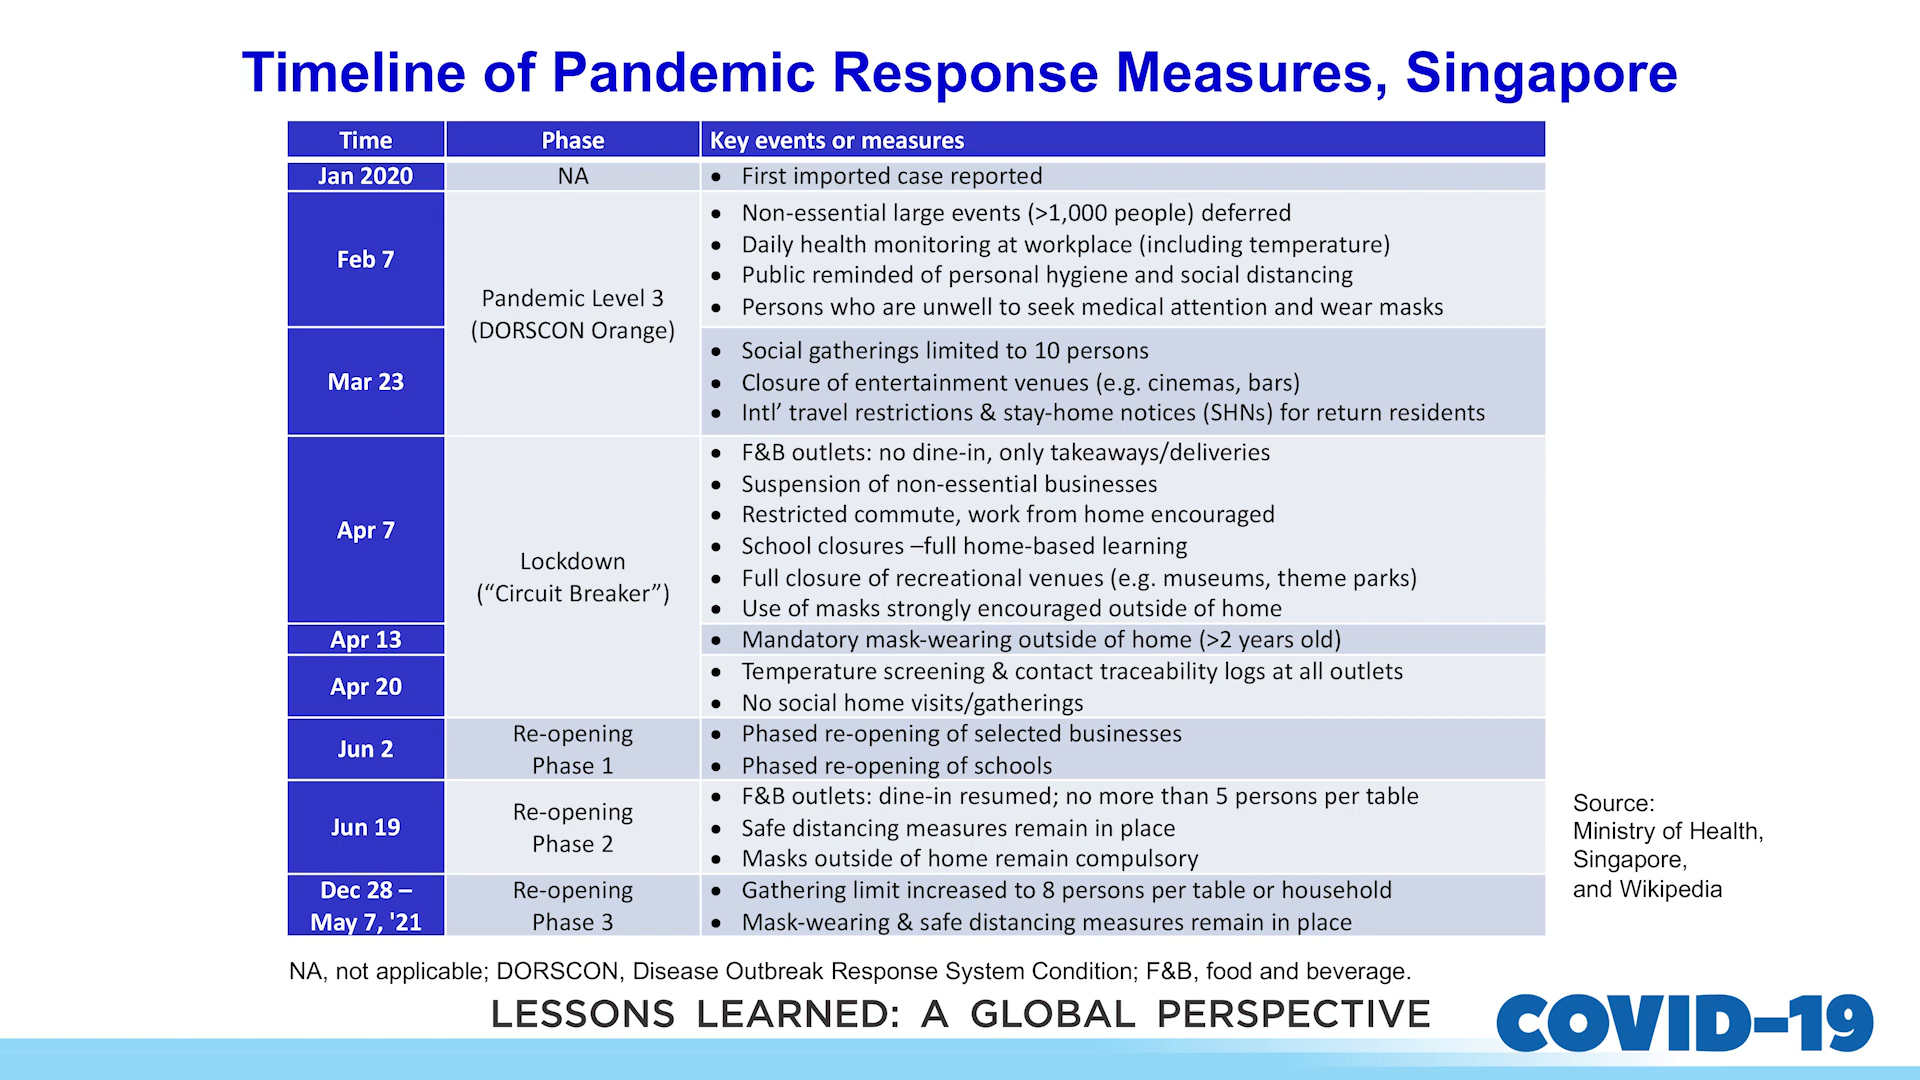 Timeline of Pandemic Response Measures, Singapore
Time Phase Key events or measures
Jan 2020 NA • First imported case reported
Feb 7
Pandemic Level 3
(DORSCON Orange)
• Non-essential large events (>1,000 people) deferred
• Daily health monitoring at workplace (including temperature)
• Public reminded of personal hygiene and social distancing
• Persons who are unwell to seek medical attention and wear masks
Mar 23
• Social gatherings limited to 10 persons
• Closure of entertainment venues (e.g. cinemas, bars)
• Intl’ travel restrictions & stay-home notices (SHNs) for return residents
Apr 7
Lockdown
(“Circuit Breaker”)
• F&B outlets: no dine-in, only takeaways/deliveries
• Suspension of non-essential businesses
• Restricted commute, work from home encouraged
• School closures –full home-based learning
• Full closure of recreational venues (e.g. museums, theme parks)
• Use of masks strongly encouraged outside of home
Apr 13
• Mandatory mask-wearing outside of home (>2 years old)
Apr 20
• Temperature screening & contact traceability logs at all outlets
• No social home visits/gatherings
Jun 2
Re-opening
Phase 1
• Phased re-opening of selected businesses
• Phased re-opening of schools
Jun 19
Re-opening
Phase 2
• F&B outlets: dine-in resumed; no more than 5 persons per table
• Safe distancing measures remain in place
• Masks outside of home remain compulsory
Dec 28 –
May 7, '21
Re-opening
Phase 3
• Gathering limit increased to 8 persons per table or household
• Mask-wearing & safe distancing measures remain in place
Source:
Ministry of Health,
Singapore,
and Wikipedia
NA, not applicable; DORSCON, Disease Outbreak Response System Condition; F&B, food and beverage.
LESSONS LEARNED: A GLOBAL PERSPECTIVE
COVID-19